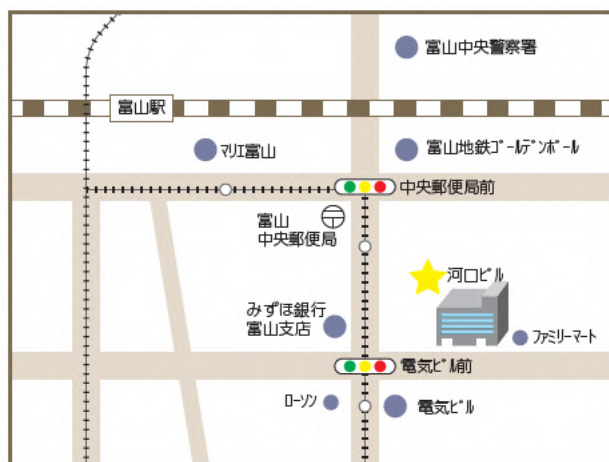 富山中央警察署
富山駅
マリエ富山
富山地鉄ｺﾞｰﾙﾃﾞﾝﾎﾞｰﾙ
中央郵便局前
富山
中央郵便局
河口ﾋﾞﾙ
みずほ銀行
富山支店
ﾌｧﾐﾘｰﾏｰﾄ
電気ﾋﾞﾙ前
ﾛｰｿﾝ
電気ﾋﾞﾙ